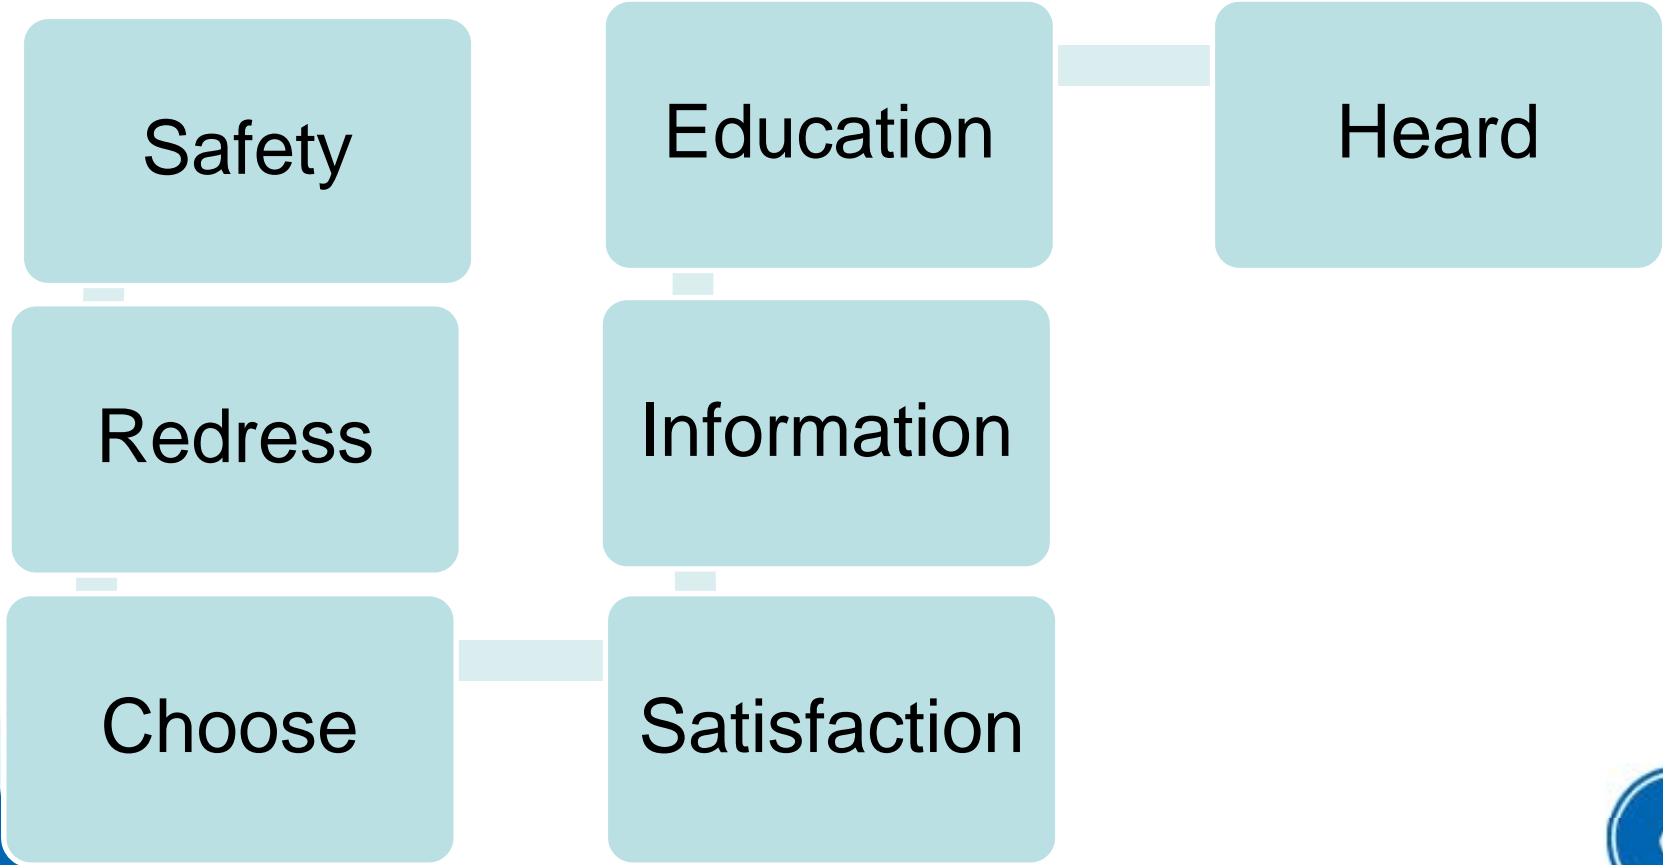 Safety
Redress
Choose
Satisfaction
Information
Education
Heard